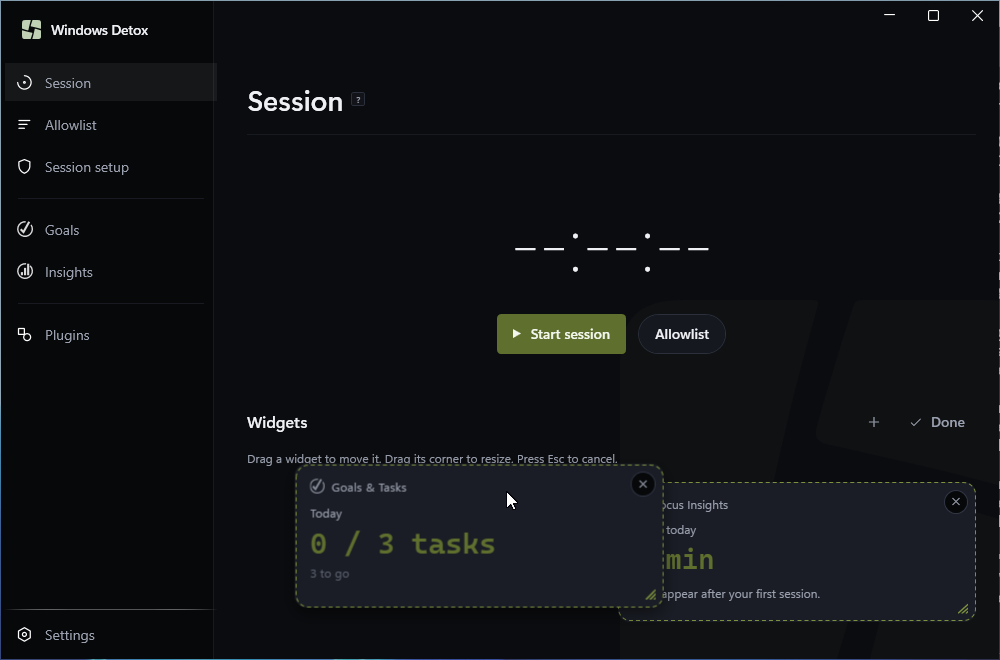 Windows Detox
Session
Allowlist
Session setup
Goals
Insights
Plugins
Settings
Session ?
– – : – – : – –
Start session
Allowlist
Widgets
+ Done
Drag a widget to move it. Drag its corner to resize. Press Esc to cancel.
Goals & Tasks
Today
0 / 3 tasks
3 to go
Insights
today
min
appear after your first session.